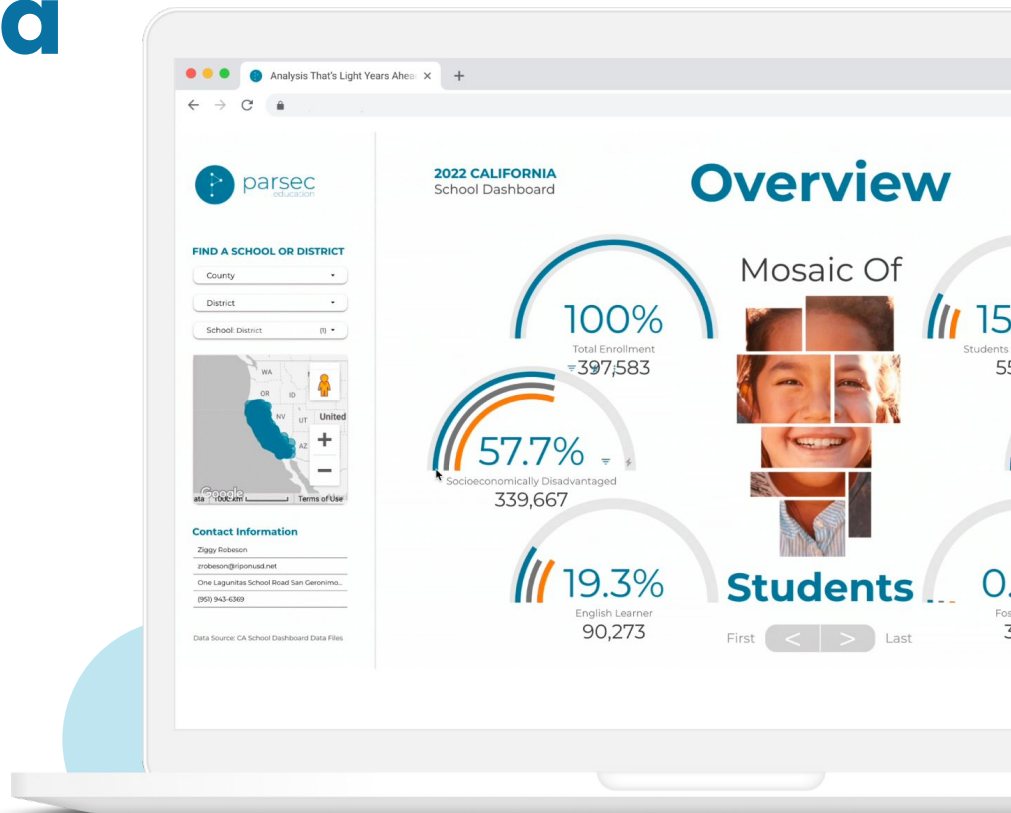 a
Analysis That's Light Years Ahea
parsec
education
FIND A SCHOOL OR DISTRICT
County
District
School: District (1)
WA
OR ID
NV UT United
AZ
Google
Terms of Use
Contact Information
Ziggy Robeson
zrobeson@riponusd.net
One Lagunitas School Road San Geronimo...
(951) 943-6369
Data Source: CA School Dashboard Data Files
2022 CALIFORNIA
School Dashboard
Overview
Mosaic Of
Students
First < > Last
100%
Total Enrollment
397,583
57.7%
Socioeconomically Disadvantaged
339,667
19.3%
English Learner
90,273
15
Students
55
0.
Fos
3